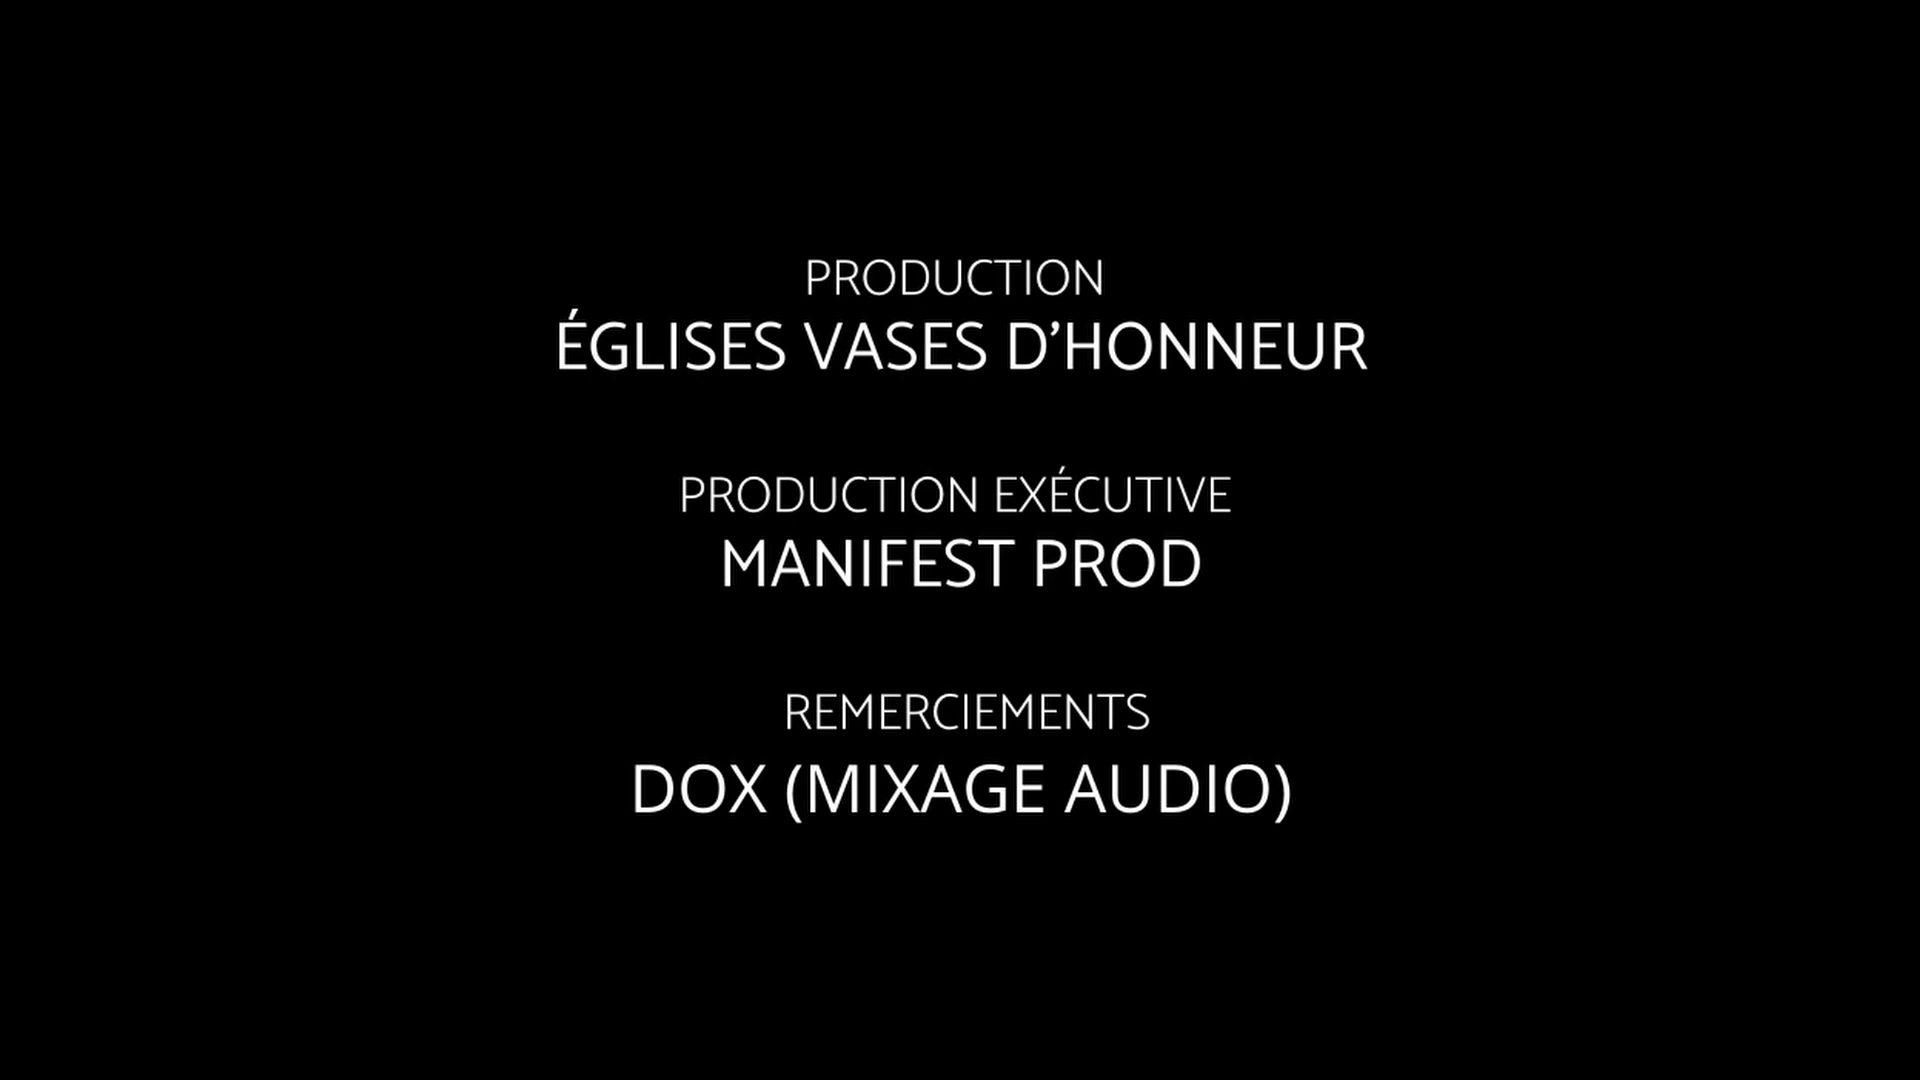 PRODUCTION
ÉGLISES VASES D’HONNEUR
PRODUCTION EXÉCUTIVE
MANIFEST PROD
REMERCIEMENTS
DOX (MIXAGE AUDIO)